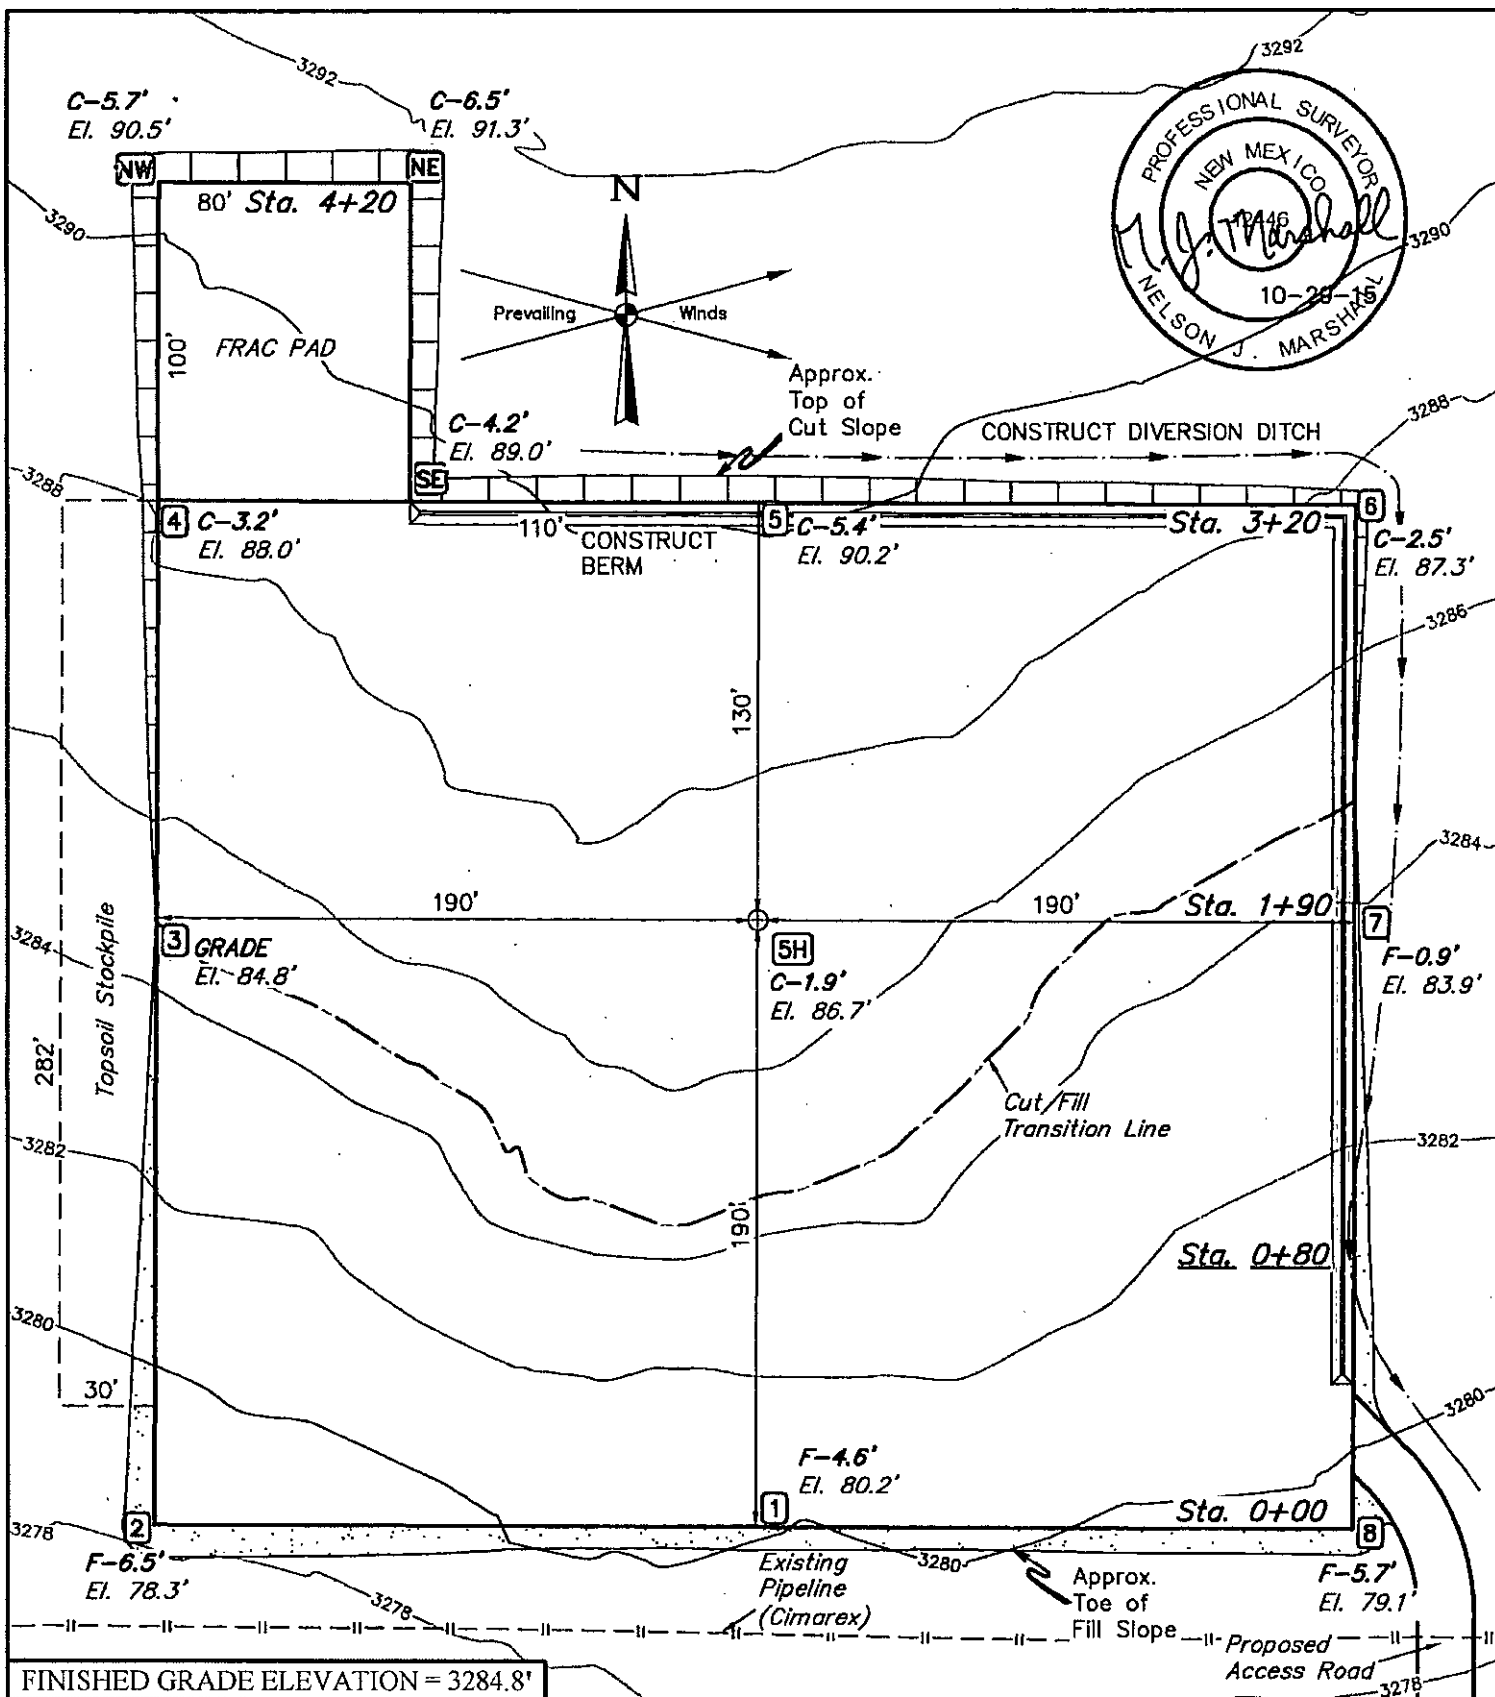 3292
3292
C-5.7'
El. 90.5'
C-6.5'
El. 91.3'
PROFESSIONAL SURVEYOR
NEW MEXICO
N. J. Marshall
10-29-15
NELSON J. MARSHALL
NW
NE
80' Sta. 4+20
N
3290
3290
Prevailing Winds
100'
FRAC PAD
Approx.
Top of
Cut Slope
3288
C-4.2'
El. 89.0'
CONSTRUCT DIVERSION DITCH
SE
3288
4
C-3.2'
El. 88.0'
110'
CONSTRUCT
BERM
5
C-5.4'
El. 90.2'
Sta. 3+20
6
C-2.5'
El. 87.3'
3286
130'
3284
190'
190'
Sta. 1+90
7
3284
3
GRADE
El. 84.8'
5H
C-1.9'
El. 86.7'
F-0.9'
El. 83.9'
Topsoil Stockpile
282'
Cut/Fill
Transition Line
3282
3282
190'
Sta. 0+80
3280
30'
3280
F-4.6'
El. 80.2'
1
Sta. 0+00
2
8
3278
F-6.5'
El. 78.3'
3278
Existing
Pipeline
(Cimarex)
3280
Approx.
Toe of
Fill Slope
F-5.7'
El. 79.1'
Proposed
Access Road
3278
FINISHED GRADE ELEVATION = 3284.8'